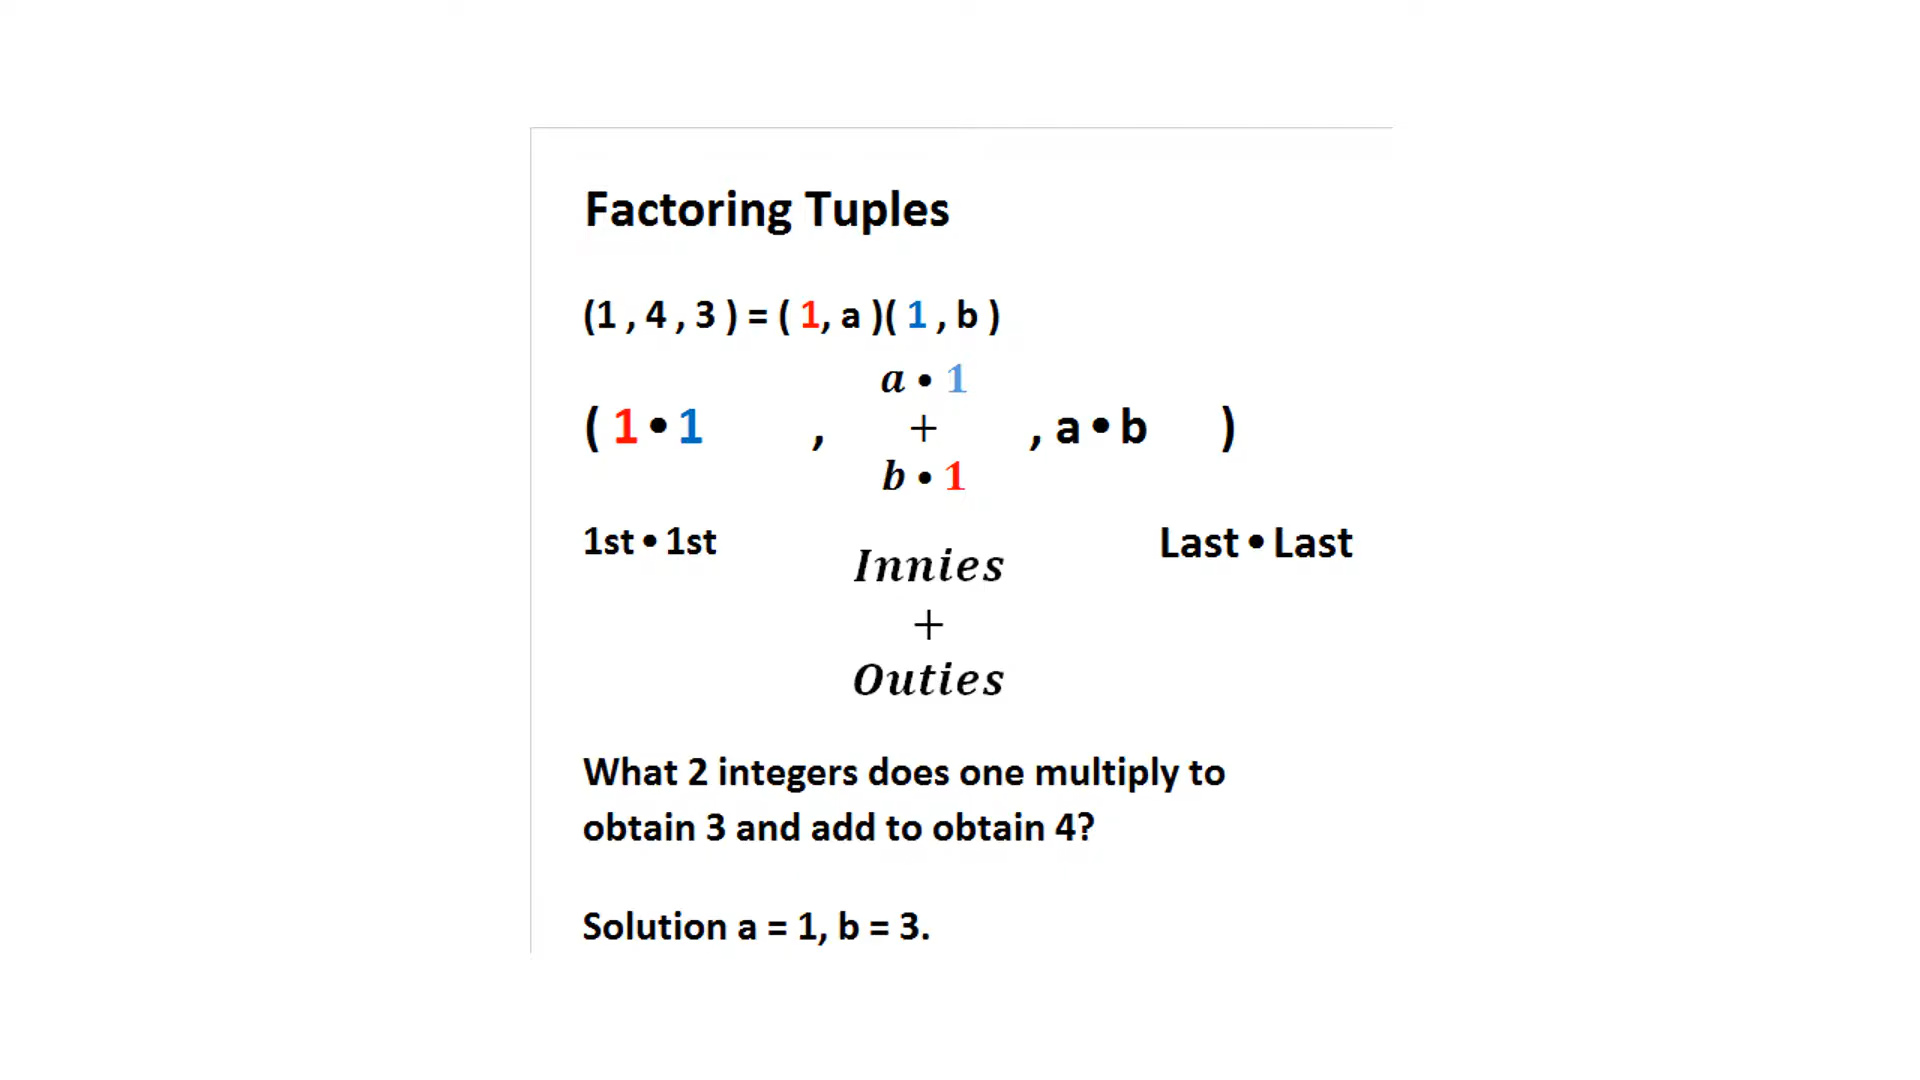 Factoring Tuples
(1 , 4 , 3 ) = ( 1, a )( 1 , b )
a • 1
( 1 • 1 , + , a • b )
b • 1
1st • 1st Last • Last
Innies
+
Outies
What 2 integers does one multiply to
obtain 3 and add to obtain 4?
Solution a = 1, b = 3.